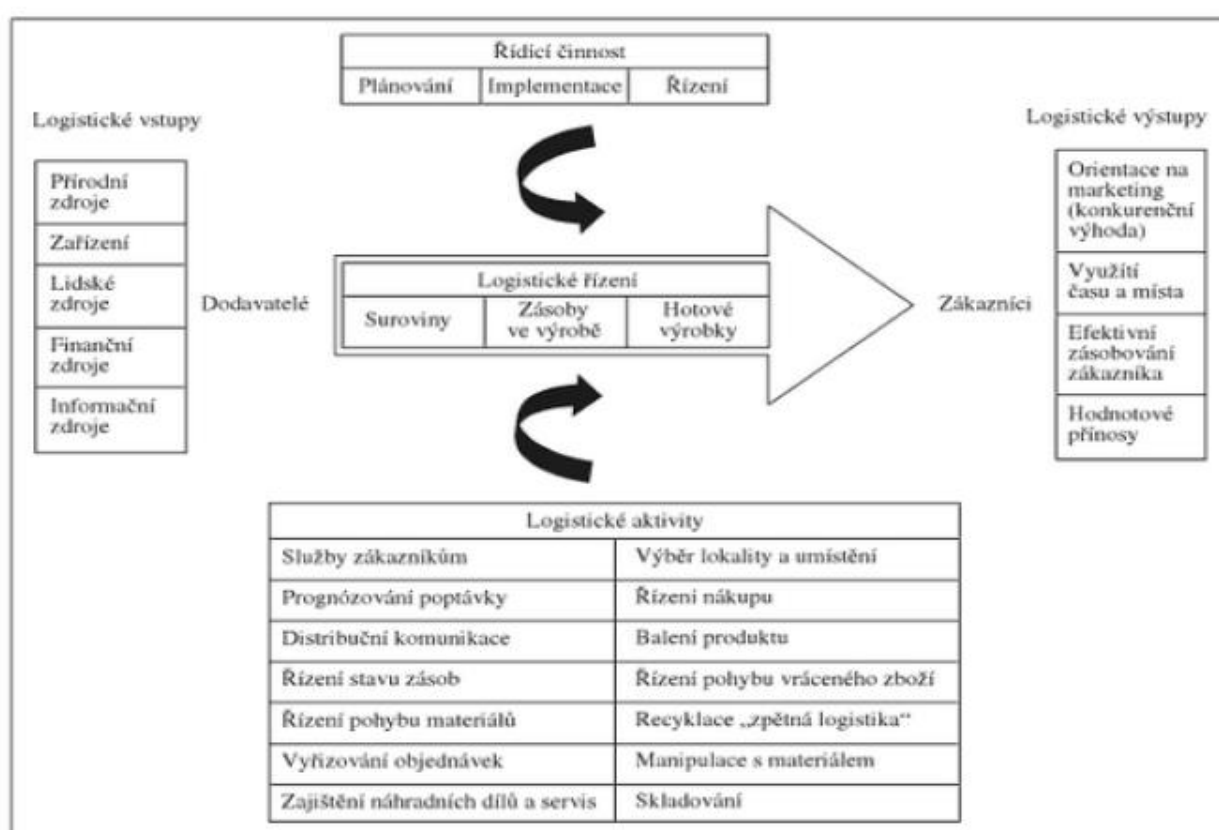 Řídící činnost
Plánování
Implementace
Řízení
Logistické vstupy
Logistické výstupy
Přírodní
zdroje
Zařízení
Lidské
zdroje
Finanční
zdroje
Informační
zdroje
Dodavatelé
Logistické řízení
Suroviny
Zásoby
ve výrobě
Hotové
výrobky
Zákazníci
Orientace na
marketing
(konkurenční
výhoda)
Využítí
času a místa
Efektivní
zásobování
zákazníka
Hodnotové
přínosy
Logistické aktivity
Služby zákazníkům
Výběr lokality a umístění
Prognózování poptávky
Řízení nákupu
Distribuční komunikace
Balení produktu
Řízení stavu zásob
Řízení pohybu vráceného zboží
Řízení pohybu materiálů
Recyklace „zpětná logistika“
Vyřizování objednávek
Manipulace s materiálem
Zajištění náhradních dílů a servis
Skladování